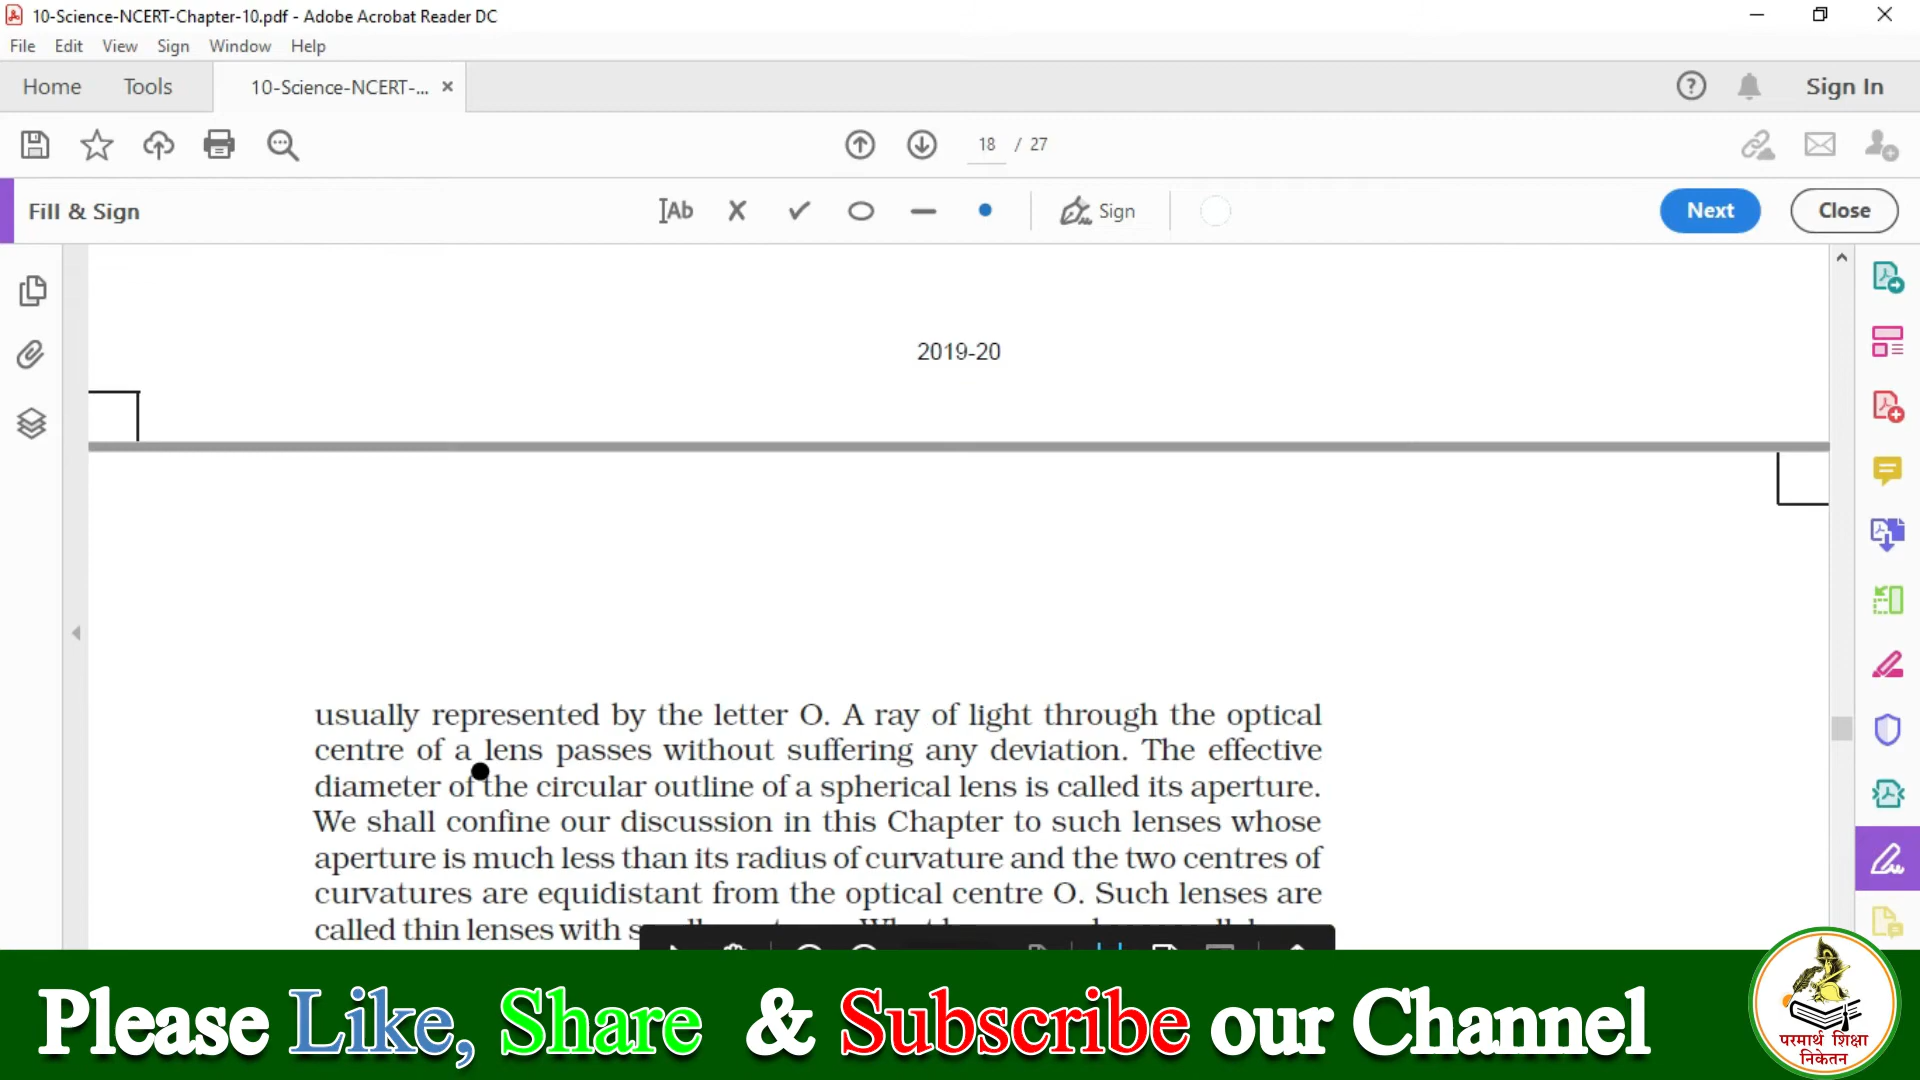 10-Science-NCERT-Chapter-10.pdf - Adobe Acrobat Reader DC
File Edit View Sign Window Help
Home Tools 10-Science-NCERT-... × Sign In
18 / 27
Fill & Sign Ab Sign Next Close
2019-20
usually represented by the letter O. A ray of light through the optical
centre of a lens passes without suffering any deviation. The effective
diameter of the circular outline of a spherical lens is called its aperture.
We shall confine our discussion in this Chapter to such lenses whose
aperture is much less than its radius of curvature and the two centres of
curvatures are equidistant from the optical centre O. Such lenses are
called thin lenses with
Please Like, Share & Subscribe our Channel
परमार्थ शिक्षा
निकेतन